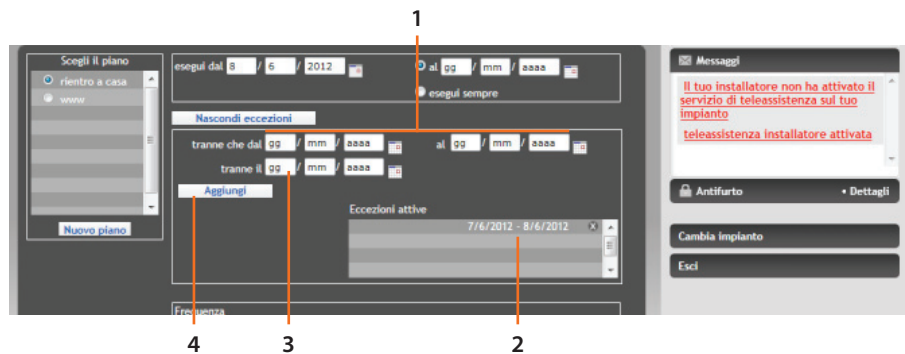 1
Scegli il piano
rientro a casa
www
Nuovo piano
esegui dal 8 / 6 / 2012
al gg / mm / aaaa
esegui sempre
Nascondi eccezioni
tranne che dal gg / mm / aaaa al gg / mm / aaaa
tranne il gg / mm / aaaa
Aggiungi
Eccezioni attive
7/6/2012 - 8/6/2012
Frequenza
Messaggi
Il tuo installatore non ha attivato il
servizio di teleassistenza sul tuo
impianto
teleassistenza installatore attivata
Antifurto • Dettagli
Cambia impianto
Esci
4 3 2